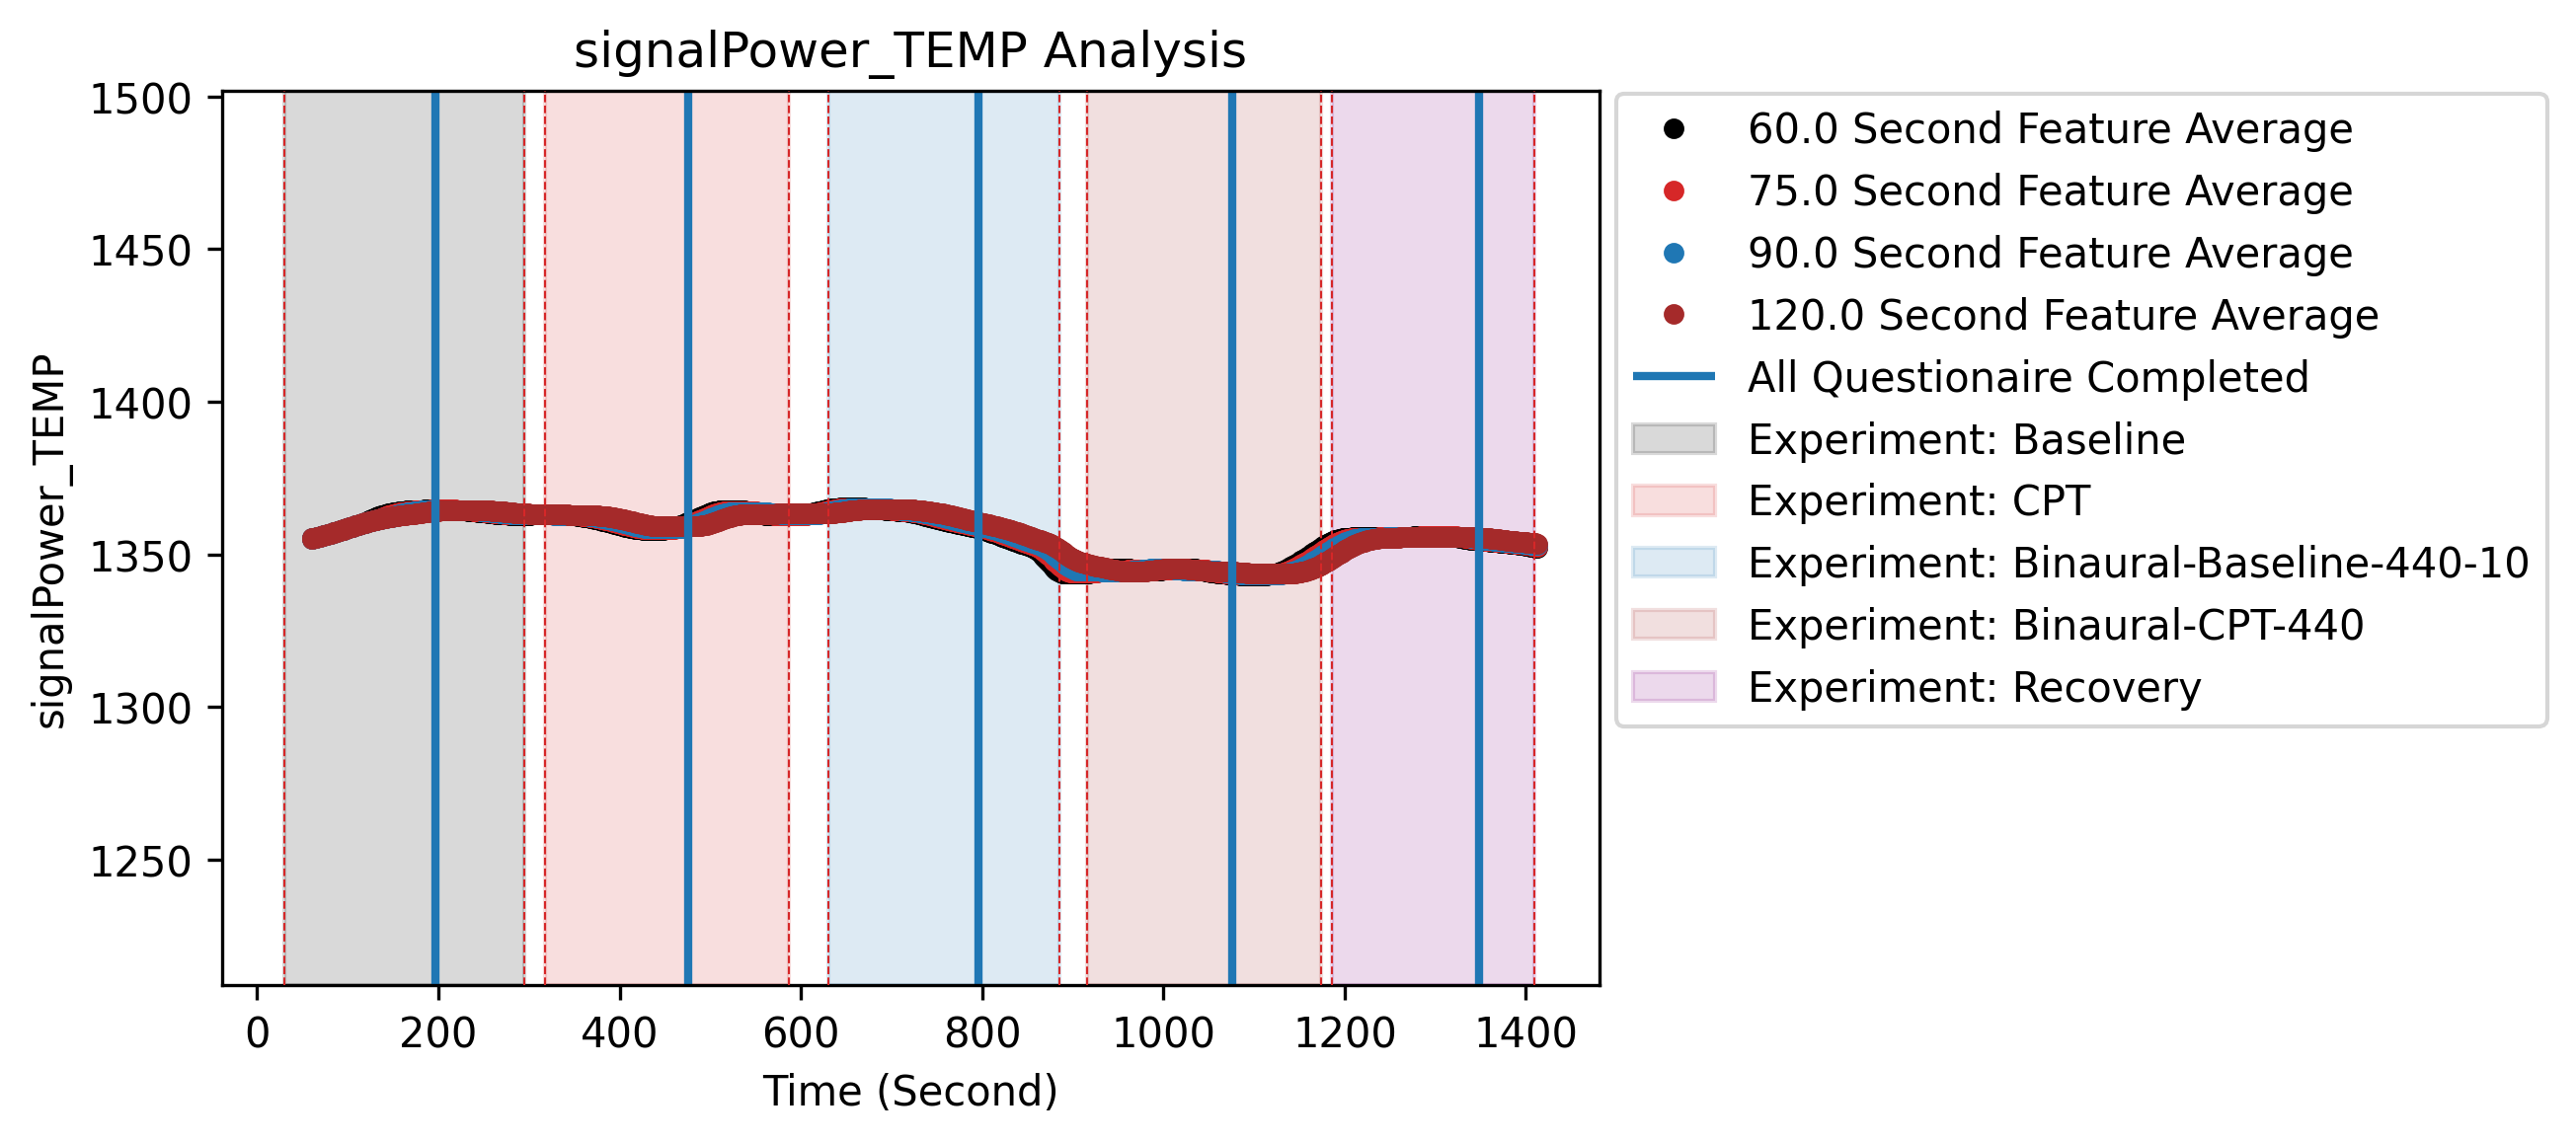 signalPower_TEMP Analysis
1500
1450
1400
1350
1300
1250
signalPower_TEMP
0 200 400 600 800 1000 1200 1400
Time (Second)
60.0 Second Feature Average
75.0 Second Feature Average
90.0 Second Feature Average
120.0 Second Feature Average
All Questionaire Completed
Experiment: Baseline
Experiment: CPT
Experiment: Binaural-Baseline-440-10
Experiment: Binaural-CPT-440
Experiment: Recovery